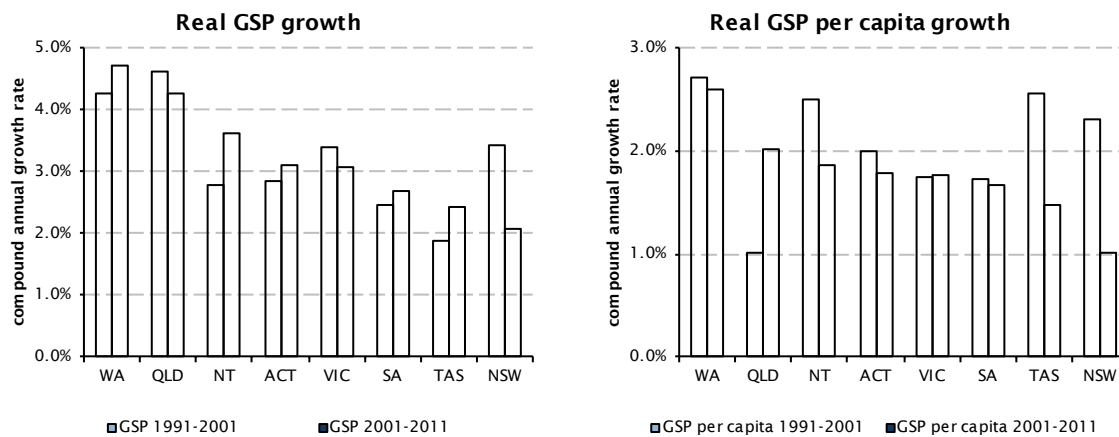 Real GSP growth
5.0%
4.0%
3.0%
2.0%
1.0%
0.0%
compound annual growth rate
WA QLD NT ACT VIC SA TAS NSW
GSP 1991-2001 GSP 2001-2011
Real GSP per capita growth
3.0%
2.0%
1.0%
0.0%
compound annual growth rate
WA QLD NT ACT VIC SA TAS NSW
GSP per capita 1991-2001 GSP per capita 2001-2011